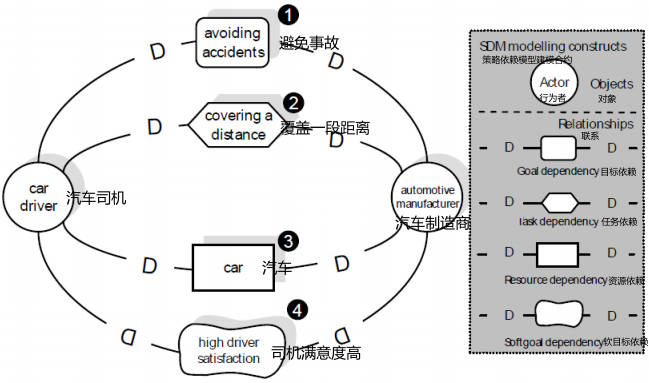 1
avoiding
accidents
避免事故
D
D
2
covering a
distance
覆盖一段距离
D
D
car
driver
汽车司机
automotive
manufacturer
汽车制造商
3
car
汽车
D
D
4
high driver
satisfaction
司机满意度高
D
D
SDM modelling constructs
策略依赖模型建模合约
Actor
行为者
Objects
对象
Relationships
联系
D
D
Goal dependency 目标依赖
D
D
Task dependency 任务依赖
D
D
Resource dependency 资源依赖
D
D
Softgoal dependency 软目标依赖